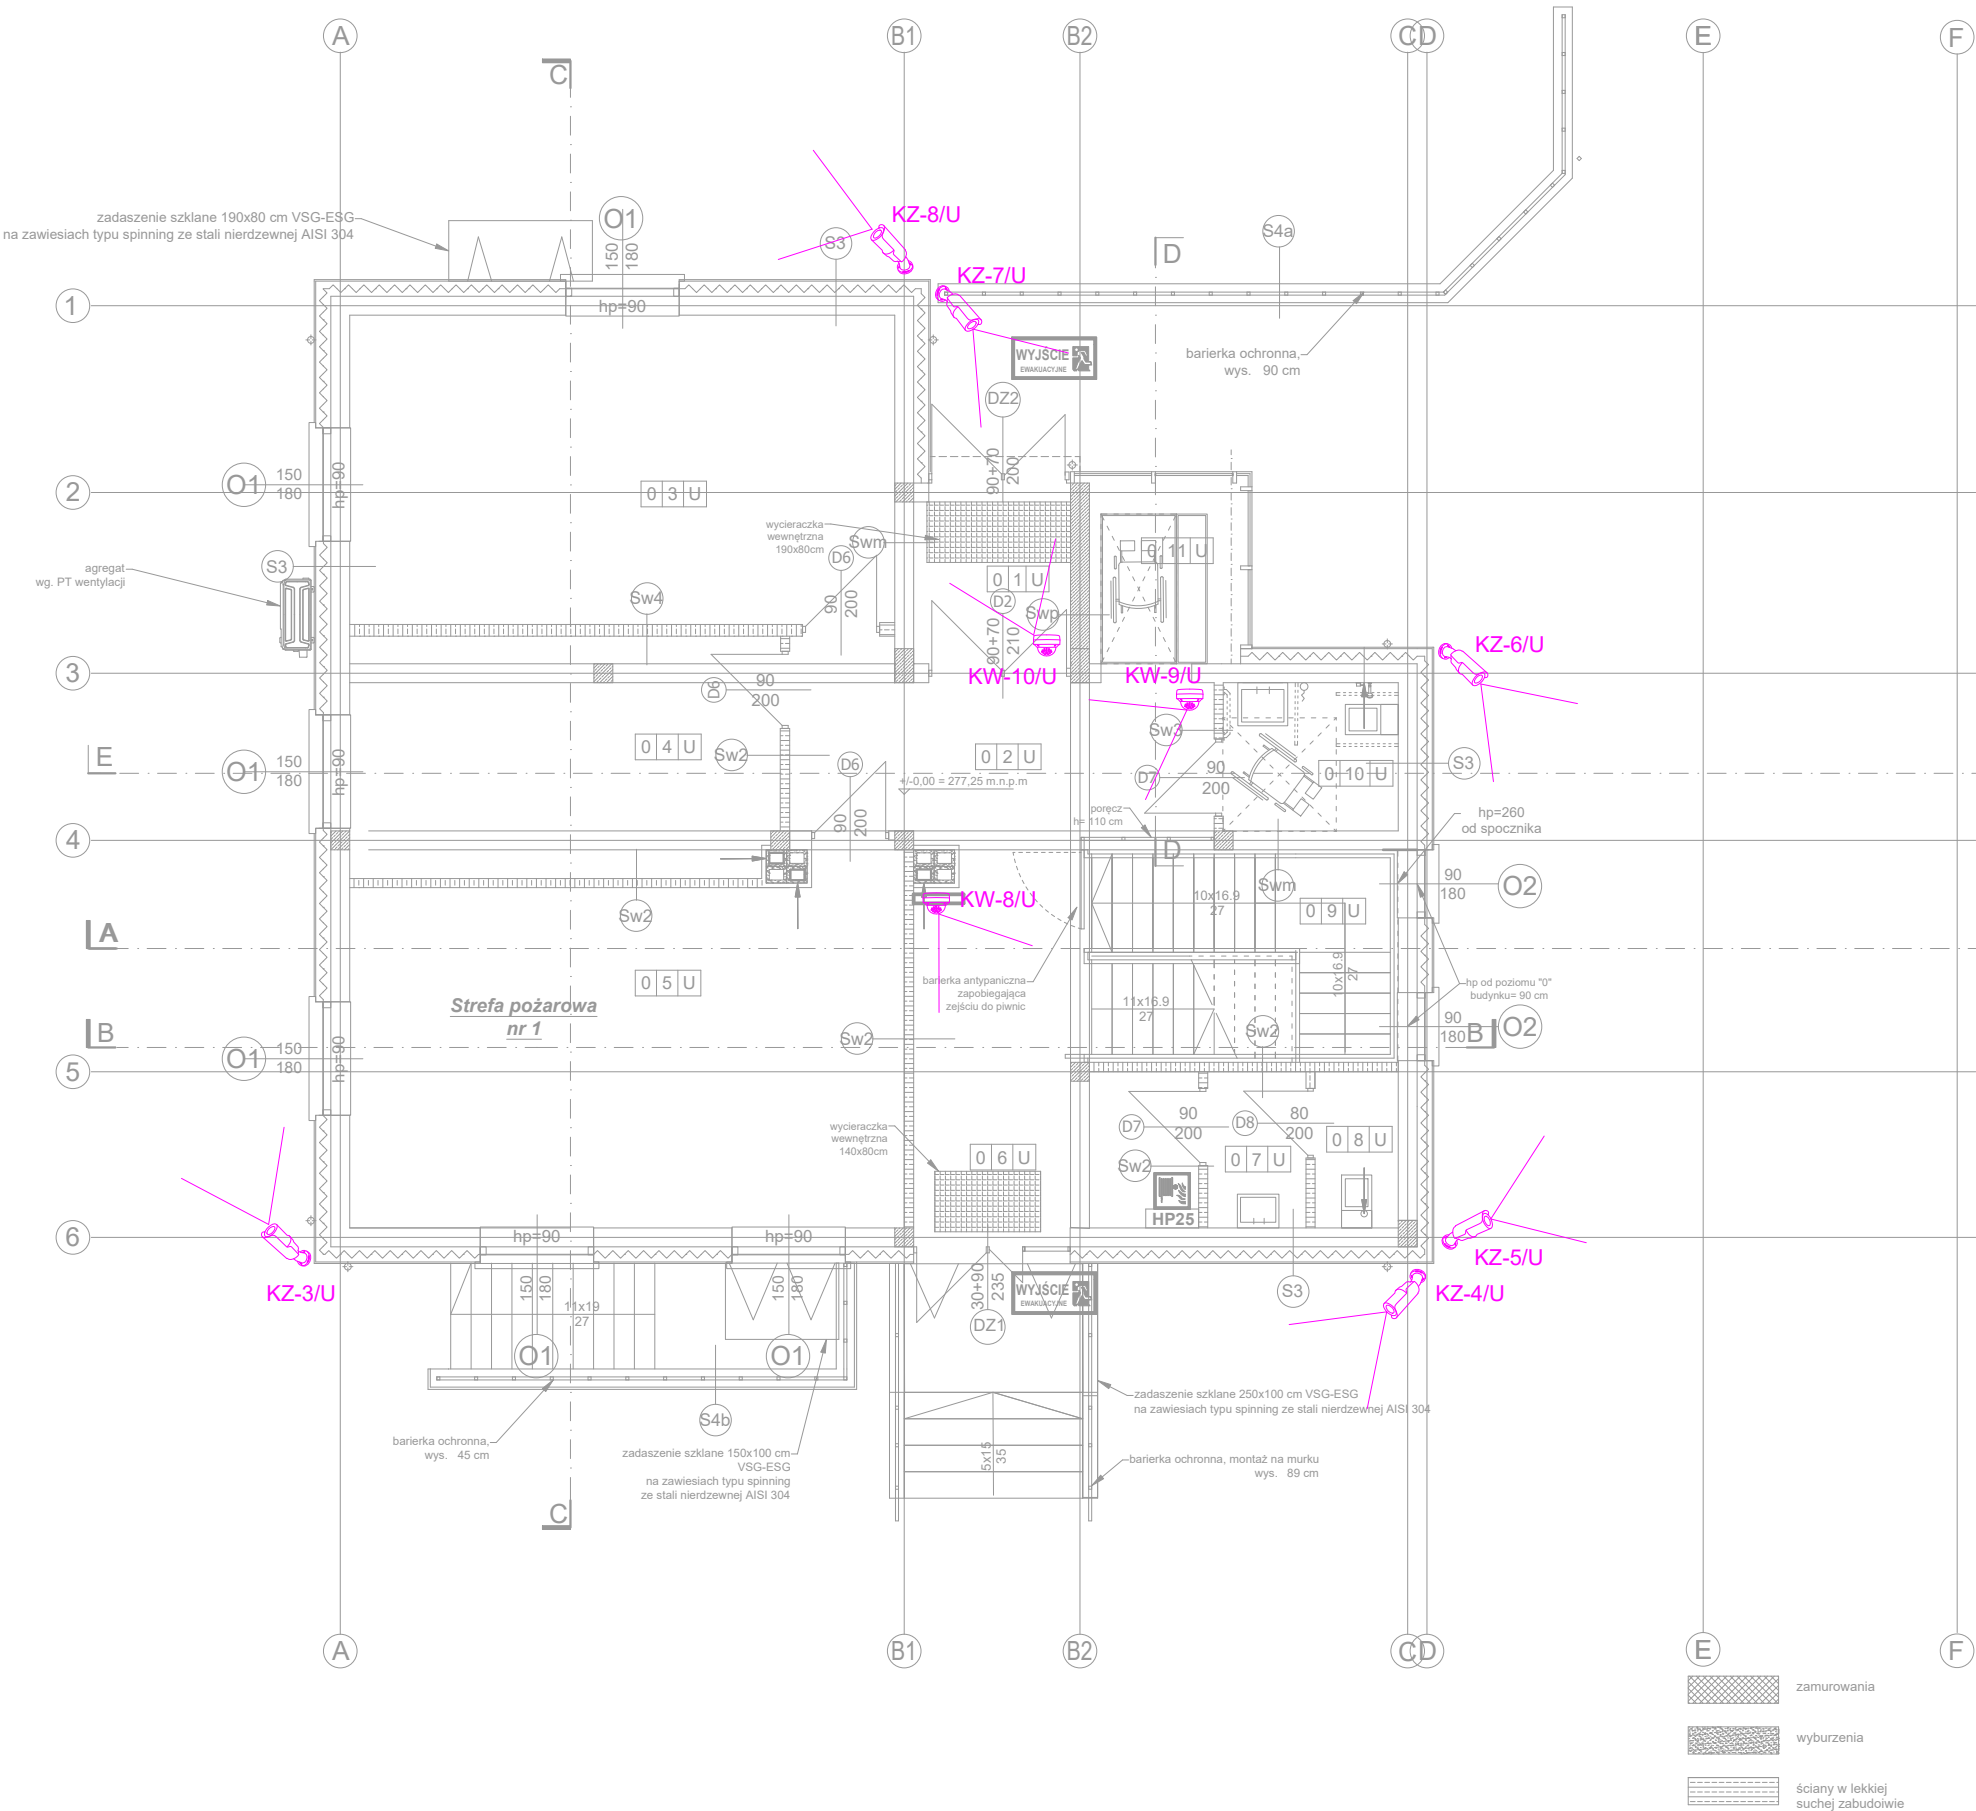 A
B1
B2
C
D
E
F
C
zadaszenie szklane 190x80 cm VSG-ESG
na zawiesiach typu spinning ze stali nierdzewnej AISI 304
O1
150
180
KZ-8/U
S3
S4a
D
KZ-7/U
1
hp=90
WYJŚCIE
EWAKUACYJNE
barierka ochronna,
wys. 90 cm
DZ2
90+70
200
O1
150
180
hp=90
2
0 3 U
wycieraczka
wewnętrzna
190x80cm
Swm
D6
90
200
0 11 U
S3
agregat
wg. PT wentylacji
Sw4
0 1 U
D2
Swp
90+70
210
KZ-6/U
3
KW-10/U
KW-9/U
D6
90
200
Sw3
E
O1
150
180
hp=90
0 4 U
Sw2
D6
90
200
0 2 U
+/-0,00 = 277,25 m.n.p.m
D7
90
200
0 10 U
S3
poręcz
h= 110 cm
hp=260
od spocznika
4
D
Sw2
KW-8/U
10x16.9
27
Swm
0 9 U
90
180
O2
A
0 5 U
barierka antypaniczna
zapobiegająca
zejściu do piwnic
10x16.9
27
hp od poziomu "0"
budynku= 90 cm
Strefa pożarowa
nr 1
11x16.9
27
Sw2
Sw2
90
180
B
O2
B
O1
150
180
hp=90
5
wycieraczka
wewnętrzna
140x80cm
D7
90
200
D8
80
200
0 8 U
0 6 U
Sw2
0 7 U
HP25
6
hp=90
hp=90
KZ-5/U
KZ-3/U
KZ-4/U
150
180
11x19
27
150
180
30+90
235
WYJŚCIE
EWAKUACYJNE
S3
DZ1
O1
O1
S4b
zadaszenie szklane 250x100 cm VSG-ESG
na zawiesiach typu spinning ze stali nierdzewnej AISI 304
barierka ochronna,
wys. 45 cm
zadaszenie szklane 150x100 cm
VSG-ESG
na zawiesiach typu spinning
ze stali nierdzewnej AISI 304
5x15
35
barierka ochronna, montaż na murku
wys. 89 cm
C
A
B1
B2
C
D
E
F
zamurowania
wyburzenia
ściany w lekkiej
suchej zabudoiwie